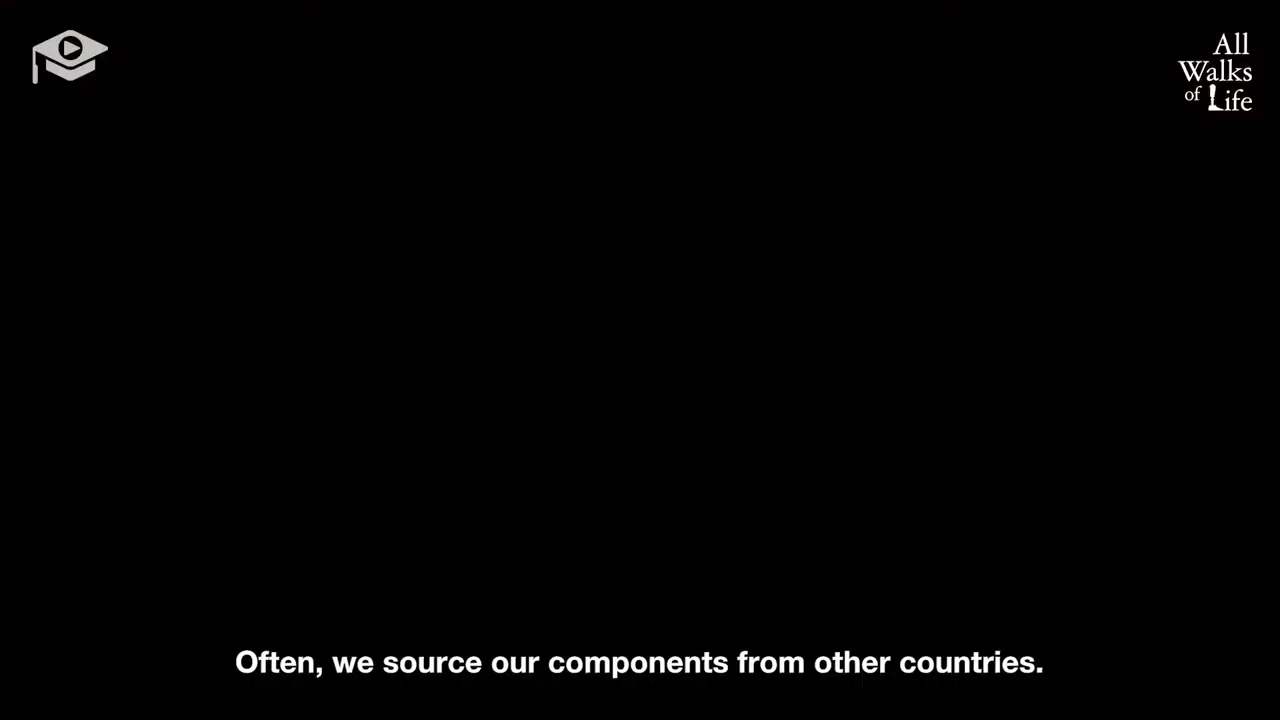 All
Walks
of Life
Often, we source our components from other countries.